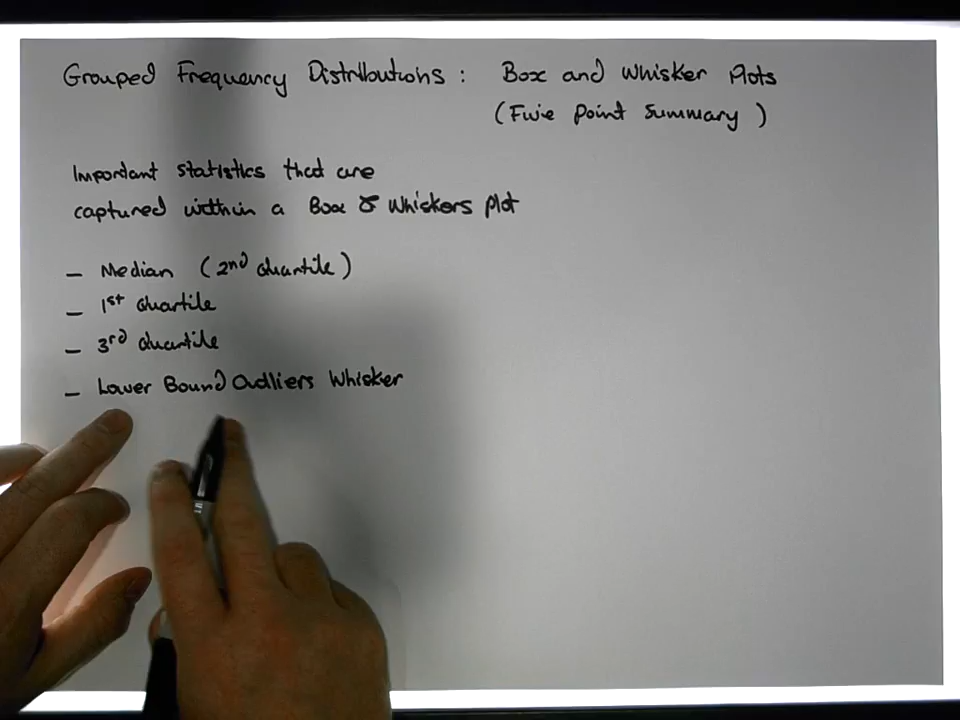 Grouped Frequency Distributions : Box and Whisker Plots
(Five Point Summary )
Important statistics that are
captured within a Box & Whiskers Plot
– Median (2nd Quartile)
– 1st Quartile
– 3rd Quartile
– Lower Bound Outliers Whisker